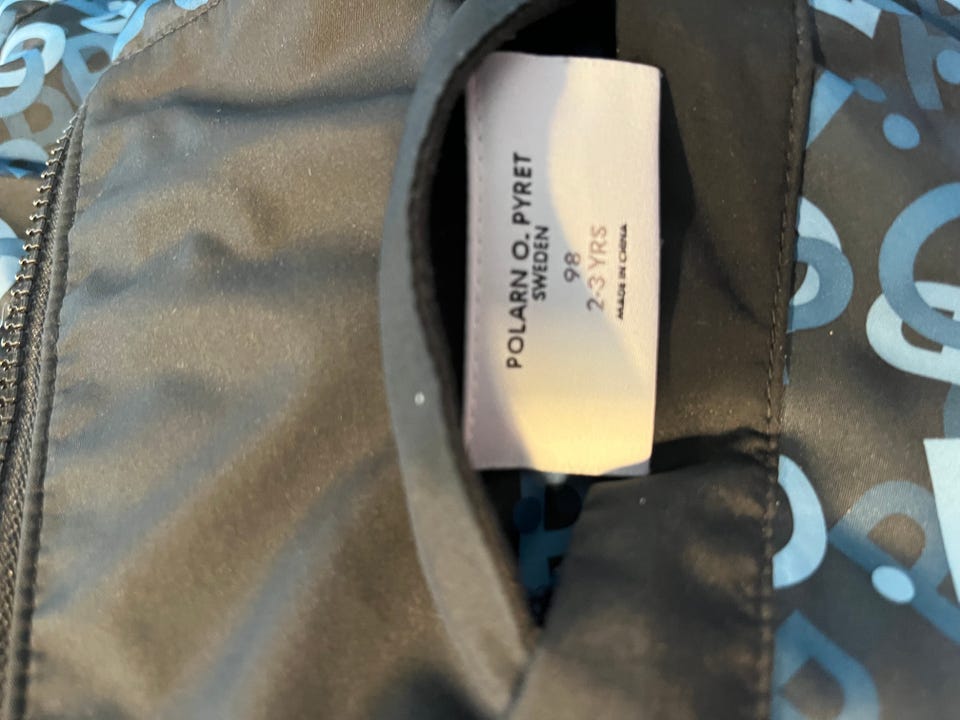 POLARN O. PYRET
SWEDEN
98
2-3 YRS
MADE IN CHINA